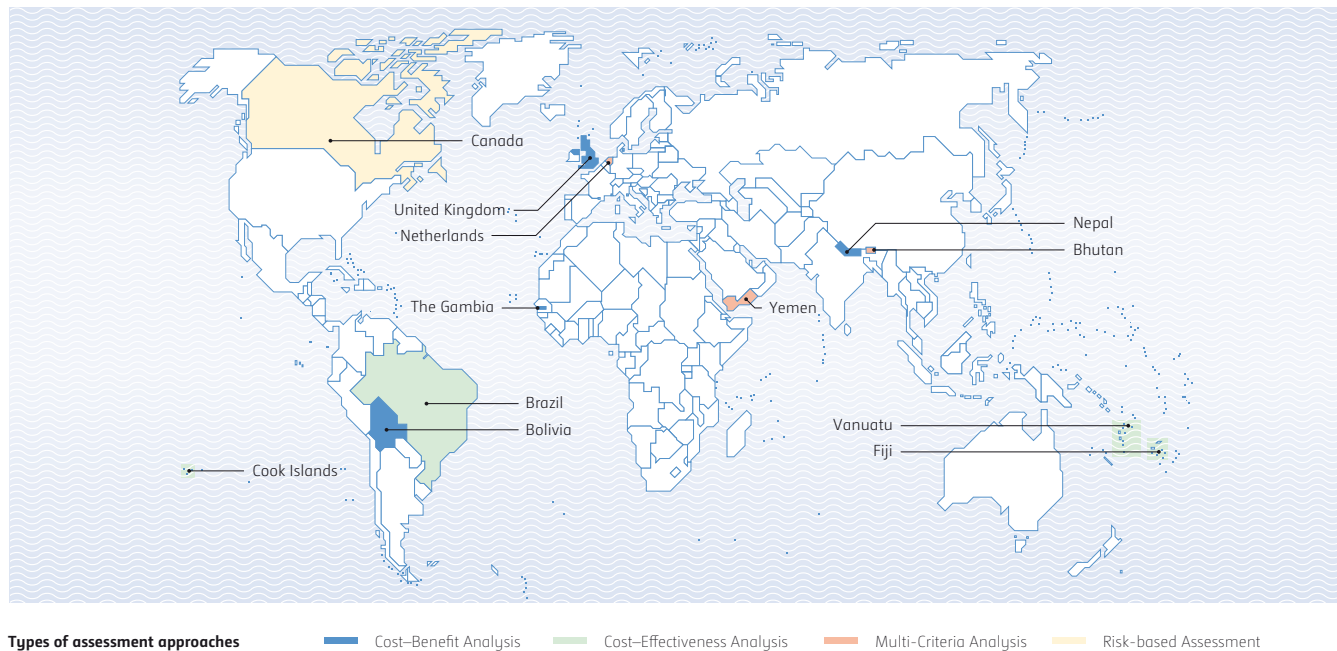 Canada
United Kingdom
Netherlands
Nepal
Bhutan
The Gambia
Yemen
Brazil
Bolivia
Vanuatu
Fiji
Cook Islands
Types of assessment approaches
Cost–Benefit Analysis
Cost–Effectiveness Analysis
Multi-Criteria Analysis
Risk-based Assessment